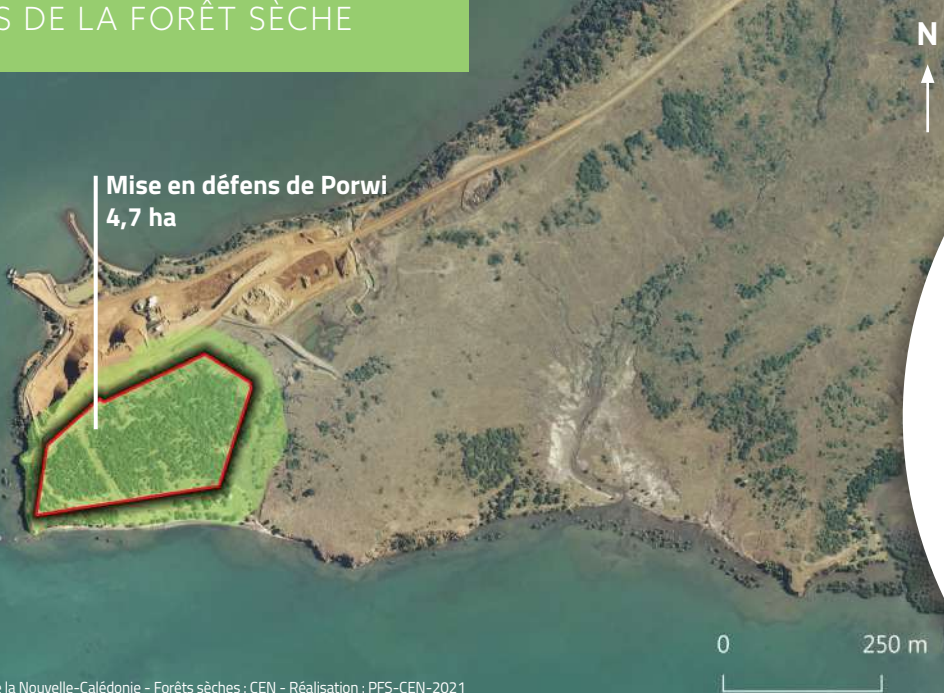 S DE LA FORÊT SÈCHE
N
Mise en défens de Porwi
4,7 ha
0 250 m
la Nouvelle-Calédonie - Forêts sèches : CEN - Réalisation : PFS-CEN-2021